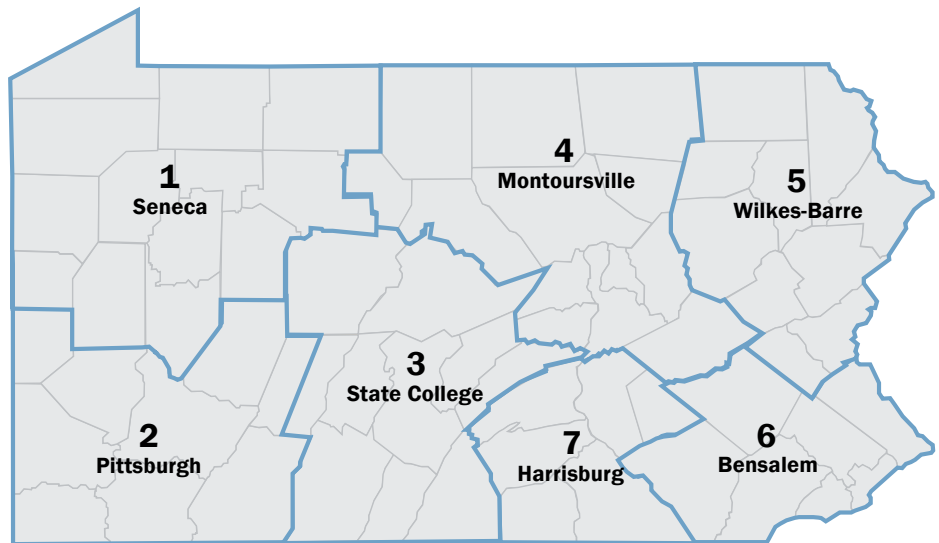 1
Seneca
4
Montoursville
5
Wilkes-Barre
3
State College
2
Pittsburgh
7
Harrisburg
6
Bensalem